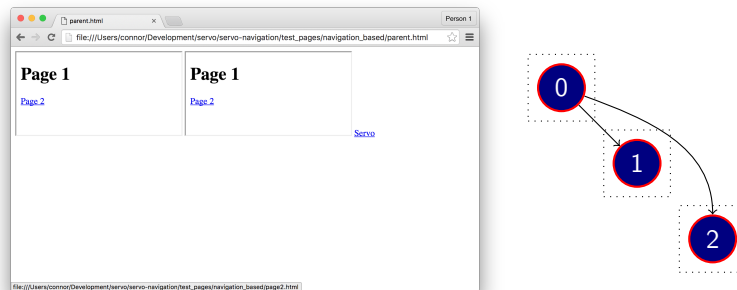 parent.html
Person 1
file:///Users/connor/Development/servo/servo-navigation/test_pages/navigation_based/parent.html
Page 1
Page 2
Page 1
Page 2
Servo
file:///Users/connor/Development/servo/servo-navigation/test_pages/navigation_based/page2.html
0
1
2